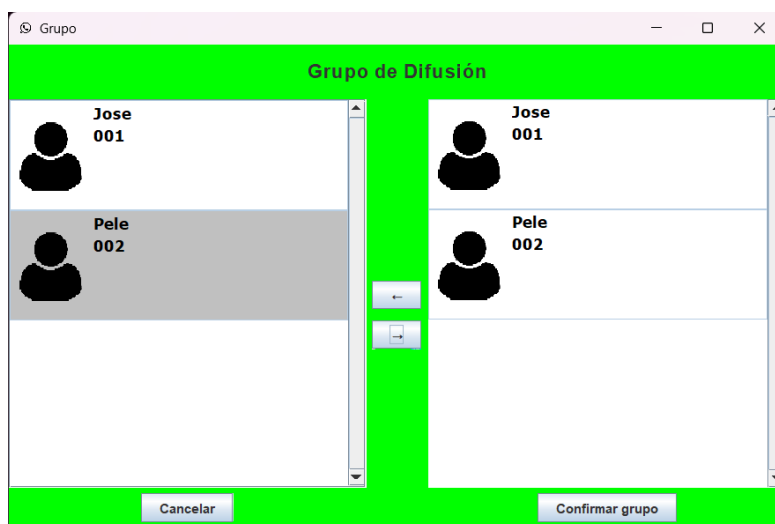 Grupo
Grupo de Difusión
Jose
001
Pele
002
Jose
001
Pele
002
←
→
Cancelar
Confirmar grupo